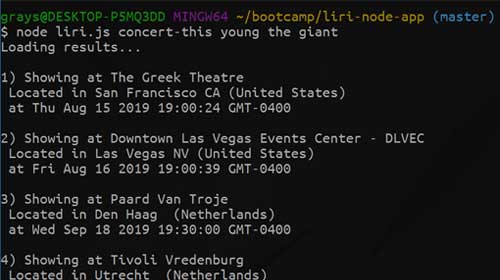 grays@DESKTOP-P5MQ3DD MINGW64 ~/bootcamp/liri-node-app (master)
$ node liri.js concert-this young the giant
Loading results...
1) Showing at The Greek Theatre
Located in San Francisco CA (United States)
at Thu Aug 15 2019 19:00:24 GMT-0400
2) Showing at Downtown Las Vegas Events Center - DLVEC
Located in Las Vegas NV (United States)
at Fri Aug 16 2019 19:00:39 GMT-0400
3) Showing at Paard Van Troje
Located in Den Haag  (Netherlands)
at Wed Sep 18 2019 19:30:00 GMT-0400
4) Showing at Tivoli Vredenburg
Located in Utrecht  (Netherlands)